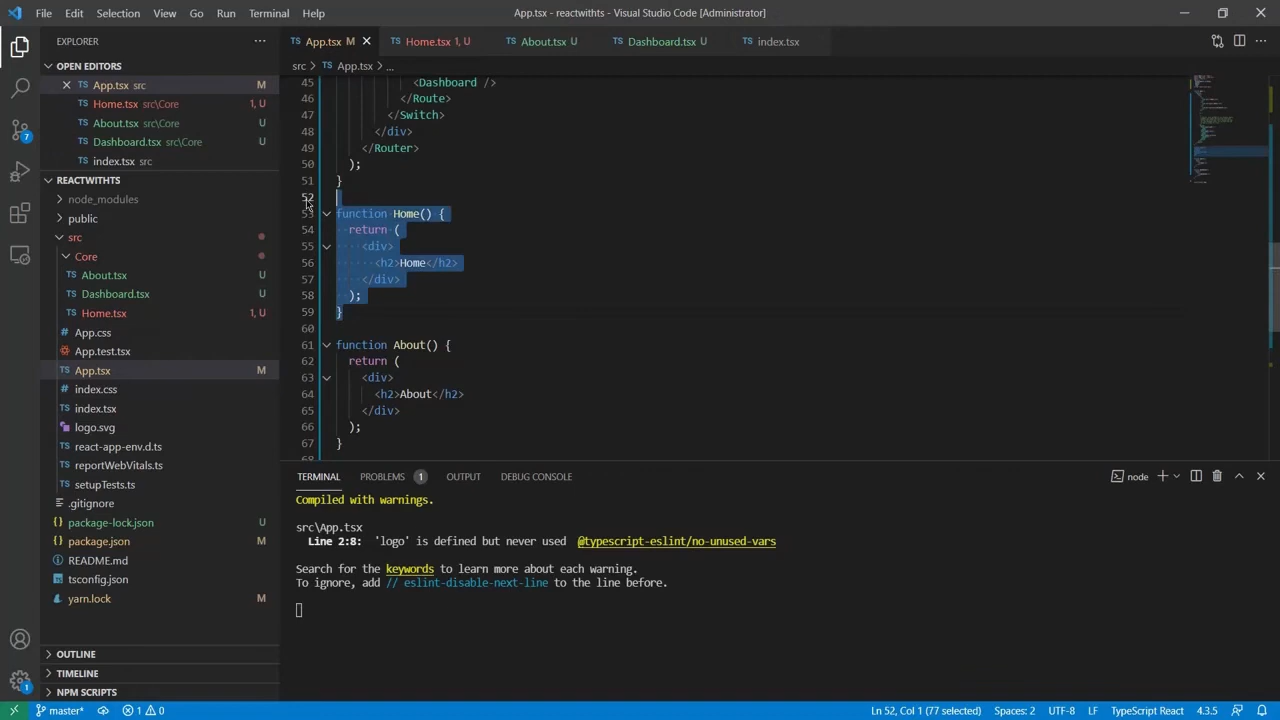 File Edit Selection View Go Run Terminal Help
App.tsx - reactwithts - Visual Studio Code [Administrator]
EXPLORER
App.tsx M
Home.tsx 1, U
About.tsx U
Dashboard.tsx U
index.tsx
OPEN EDITORS
src > App.tsx > ...
App.tsx src M
Home.tsx src\Core 1, U
About.tsx src\Core U
Dashboard.tsx src\Core U
index.tsx src
REACTWITHTS
node_modules
public
src
Core
About.tsx U
Dashboard.tsx U
Home.tsx 1, U
App.css
App.test.tsx
App.tsx M
index.css
index.tsx
logo.svg
react-app-env.d.ts
reportWebVitals.ts
setupTests.ts
.gitignore
package-lock.json U
package.json M
README.md
tsconfig.json
yarn.lock M
OUTLINE
TIMELINE
NPM SCRIPTS
7
1
45 <Dashboard />
46 </Route>
47 </Switch>
48 </div>
49 </Router>
50 );
51 }
52
53 function Home() {
54 return (
55 <div>
56 <h2>Home</h2>
57 </div>
58 );
59 }
60
61 function About() {
62 return (
63 <div>
64 <h2>About</h2>
65 </div>
66 );
67 }
68
TERMINAL PROBLEMS 1 OUTPUT DEBUG CONSOLE
node
Compiled with warnings.
src\App.tsx
Line 2:8: 'logo' is defined but never used @typescript-eslint/no-unused-vars
Search for the keywords to learn more about each warning.
To ignore, add // eslint-disable-next-line to the line before.
master* 1 0
Ln 52, Col 1 (77 selected) Spaces: 2 UTF-8 LF TypeScript React 4.3.5